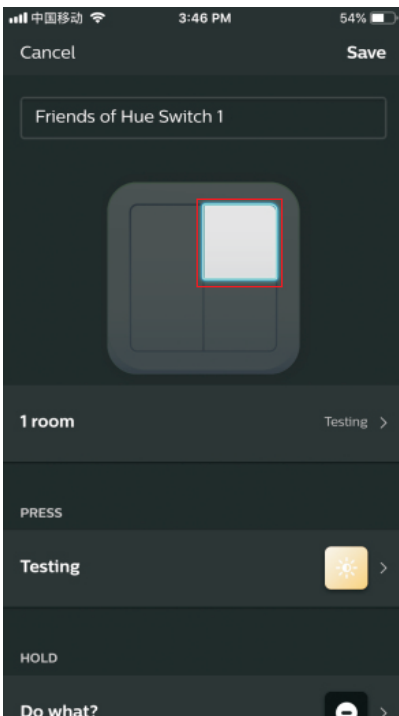 中国移动 3:46 PM 54%
Cancel Save
Friends of Hue Switch 1
1 room Testing
PRESS
Testing
HOLD
Do what?